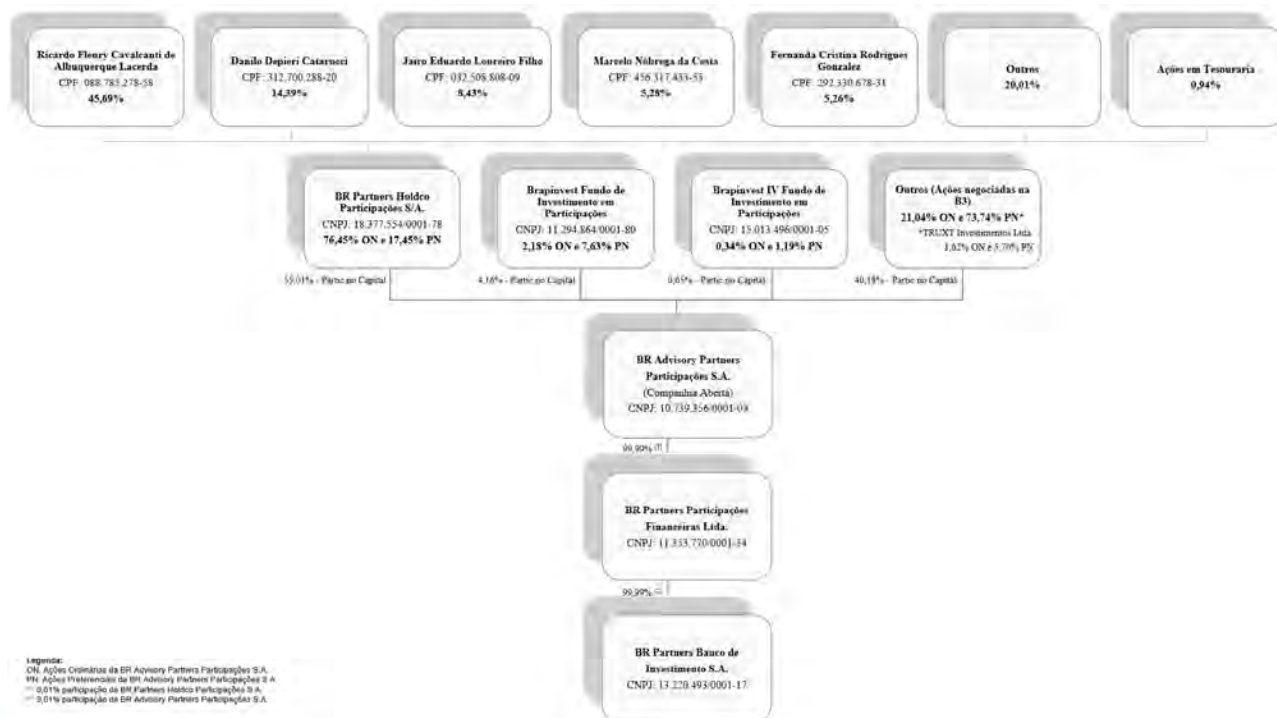 Ricardo Fleury Cavalcanti de
Albuquerque Lacerda
CPF: 088.785.278-58
45,69%
Danilo Depieri Catarucci
CPF: 312.700.288-20
14,39%
Jairo Eduardo Loureiro Filho
CPF: 032.508.808-09
8,43%
Marcelo Nóbrega da Costa
CPF: 456.317.433-53
5,28%
Fernanda Cristina Rodrigues
Gonzalez
CPF: 292.330.678-31
5,26%
Outros
20,01%
Ações em Tesouraria
0,94%
BR Partners Holdco
Participações S/A.
CNPJ: 18.377.554/0001-78
76,45% ON e 17,45% PN
Brapinvest Fundo de
Investimento em
Participações
CNPJ: 11.294.864/0001-80
2,18% ON e 7,63% PN
Brapinvest IV Fundo de
Investimento em
Participações
CNPJ: 15.013.496/0001-05
0,34% ON e 1,19% PN
Outros (Ações negociadas na
B3)
21,04% ON e 73,74% PN*
*TRUXT Investimentos Ltda.
1,62% ON e 5,70% PN
55,01% - Partic no Capital
4,16% - Partic no Capital
0,65% - Partic no Capital
40,18% - Partic no Capital
BR Advisory Partners
Participações S.A.
(Companhia Aberta)
CNPJ: 10.739.356/0001-03
99,90% (1)
BR Partners Participações
Financeiras Ltda.
CNPJ: 11.353.770/0001-34
99,99% (2)
BR Partners Banco de
Investimento S.A.
CNPJ: 13.220.493/0001-17
Legenda:
ON: Ações Ordinárias da BR Advisory Partners Participações S.A.
PN: Ações Preferenciais da BR Advisory Partners Participações S.A.
0,01% participação da BR Partners Holdco Participações S.A.
0,01% participação da BR Advisory Partners Participações S.A.